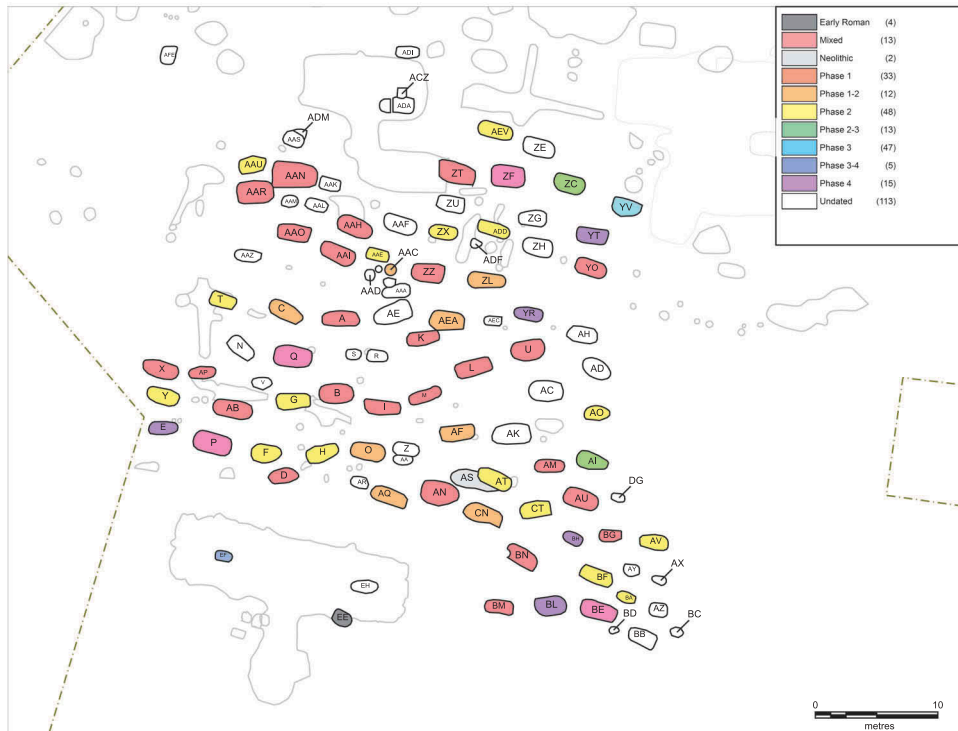 AFE
ADI
ACZ
ADA
ADM
AAS
AEV
ZE
AAU
AAN
AAK
ZT
ZF
ZC
AAR
AAM
AAL
ZU
YV
AAO
AAH
AAF
ZX
ADD
ZG
YT
AAZ
AAI
AAE
AAC
ADF
ZH
AAD
AAA
ZZ
ZL
YO
T
C
A
AE
AEA
AEC
YR
K
AH
N
Q
S
R
U
X
AP
V
L
AD
Y
AB
G
B
I
M
AC
AO
E
P
F
H
O
Z
AA
AF
AK
D
AR
AQ
AN
AS
AT
AM
AI
CN
CT
AU
DG
BN
BH
BG
AV
EF
EH
EE
BF
AY
AX
BA
BM
BL
BE
BD
AZ
BB
BC
Early Roman (4)
Mixed (13)
Neolithic (2)
Phase 1 (33)
Phase 1-2 (12)
Phase 2 (48)
Phase 2-3 (13)
Phase 3 (47)
Phase 3-4 (5)
Phase 4 (15)
Undated (113)
0 10
metres